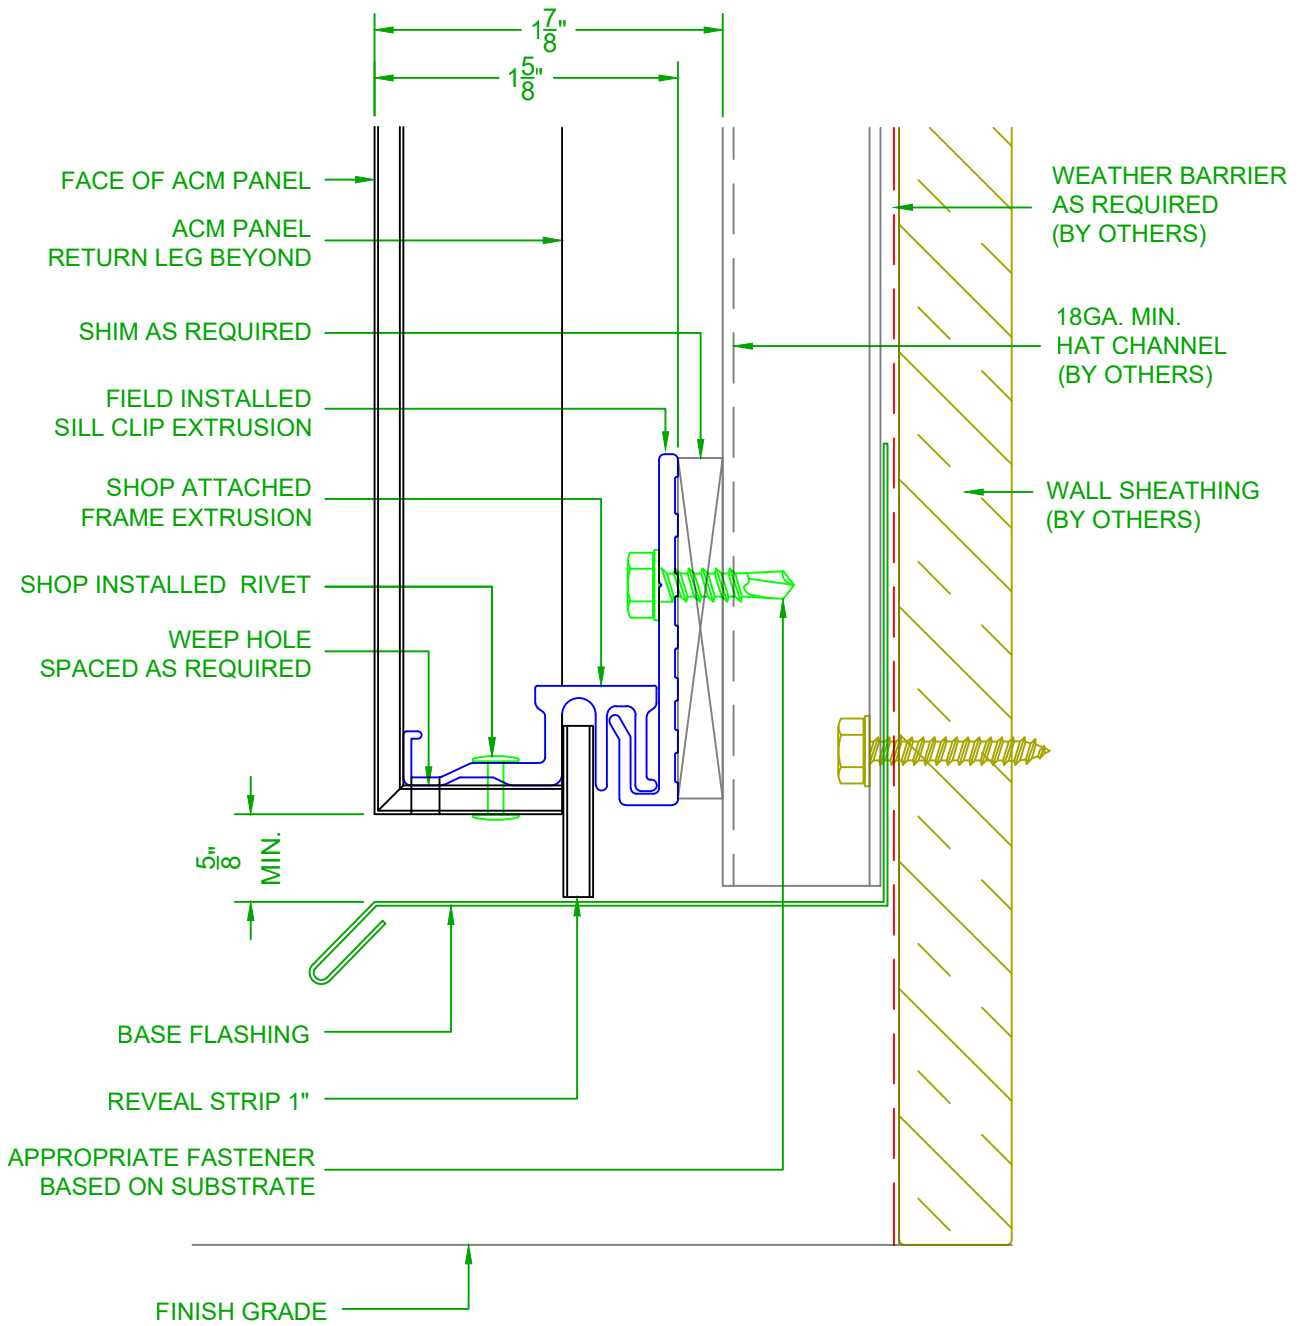 1 7/8"
1 5/8"
FACE OF ACM PANEL
ACM PANEL
RETURN LEG BEYOND
SHIM AS REQUIRED
FIELD INSTALLED
SILL CLIP EXTRUSION
SHOP ATTACHED
FRAME EXTRUSION
SHOP INSTALLED RIVET
WEEP HOLE
SPACED AS REQUIRED
5/8"
MIN.
BASE FLASHING
REVEAL STRIP 1"
APPROPRIATE FASTENER
BASED ON SUBSTRATE
FINISH GRADE
WEATHER BARRIER
AS REQUIRED
(BY OTHERS)
18GA. MIN.
HAT CHANNEL
(BY OTHERS)
WALL SHEATHING
(BY OTHERS)